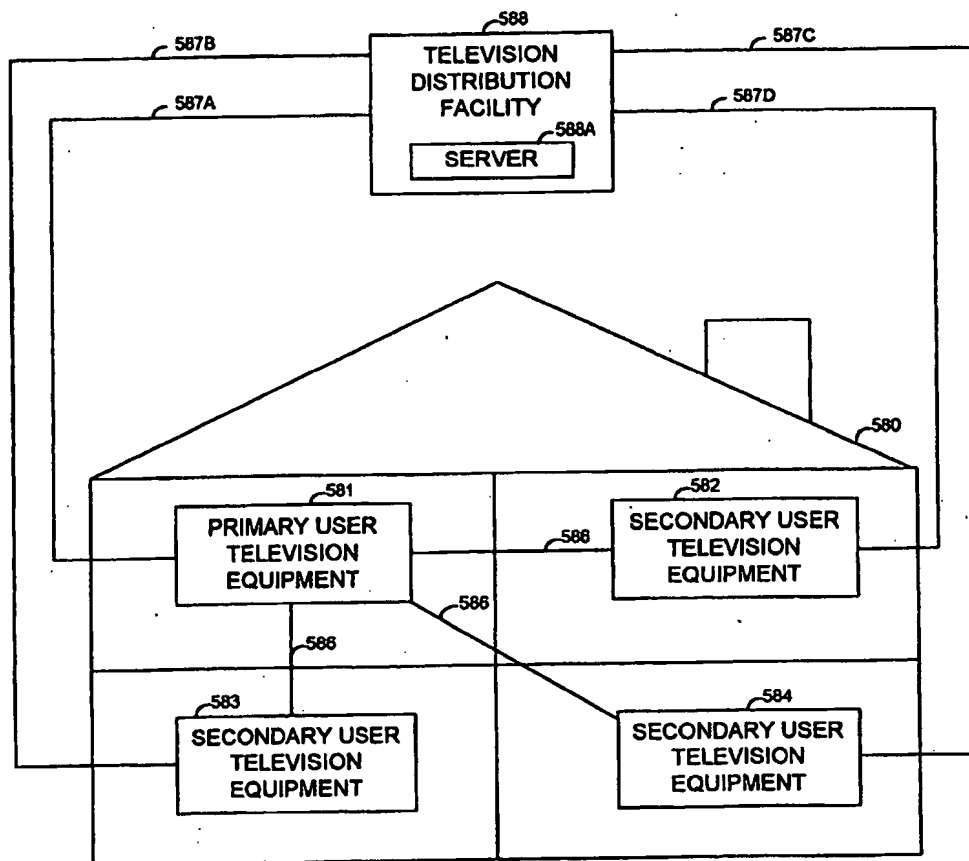 588
587B
587C
TELEVISION
DISTRIBUTION
FACILITY
587A
587D
588A
SERVER
580
581
582
PRIMARY USER
TELEVISION
EQUIPMENT
SECONDARY USER
TELEVISION
EQUIPMENT
586
586
586
583
584
SECONDARY USER
TELEVISION
EQUIPMENT
SECONDARY USER
TELEVISION
EQUIPMENT